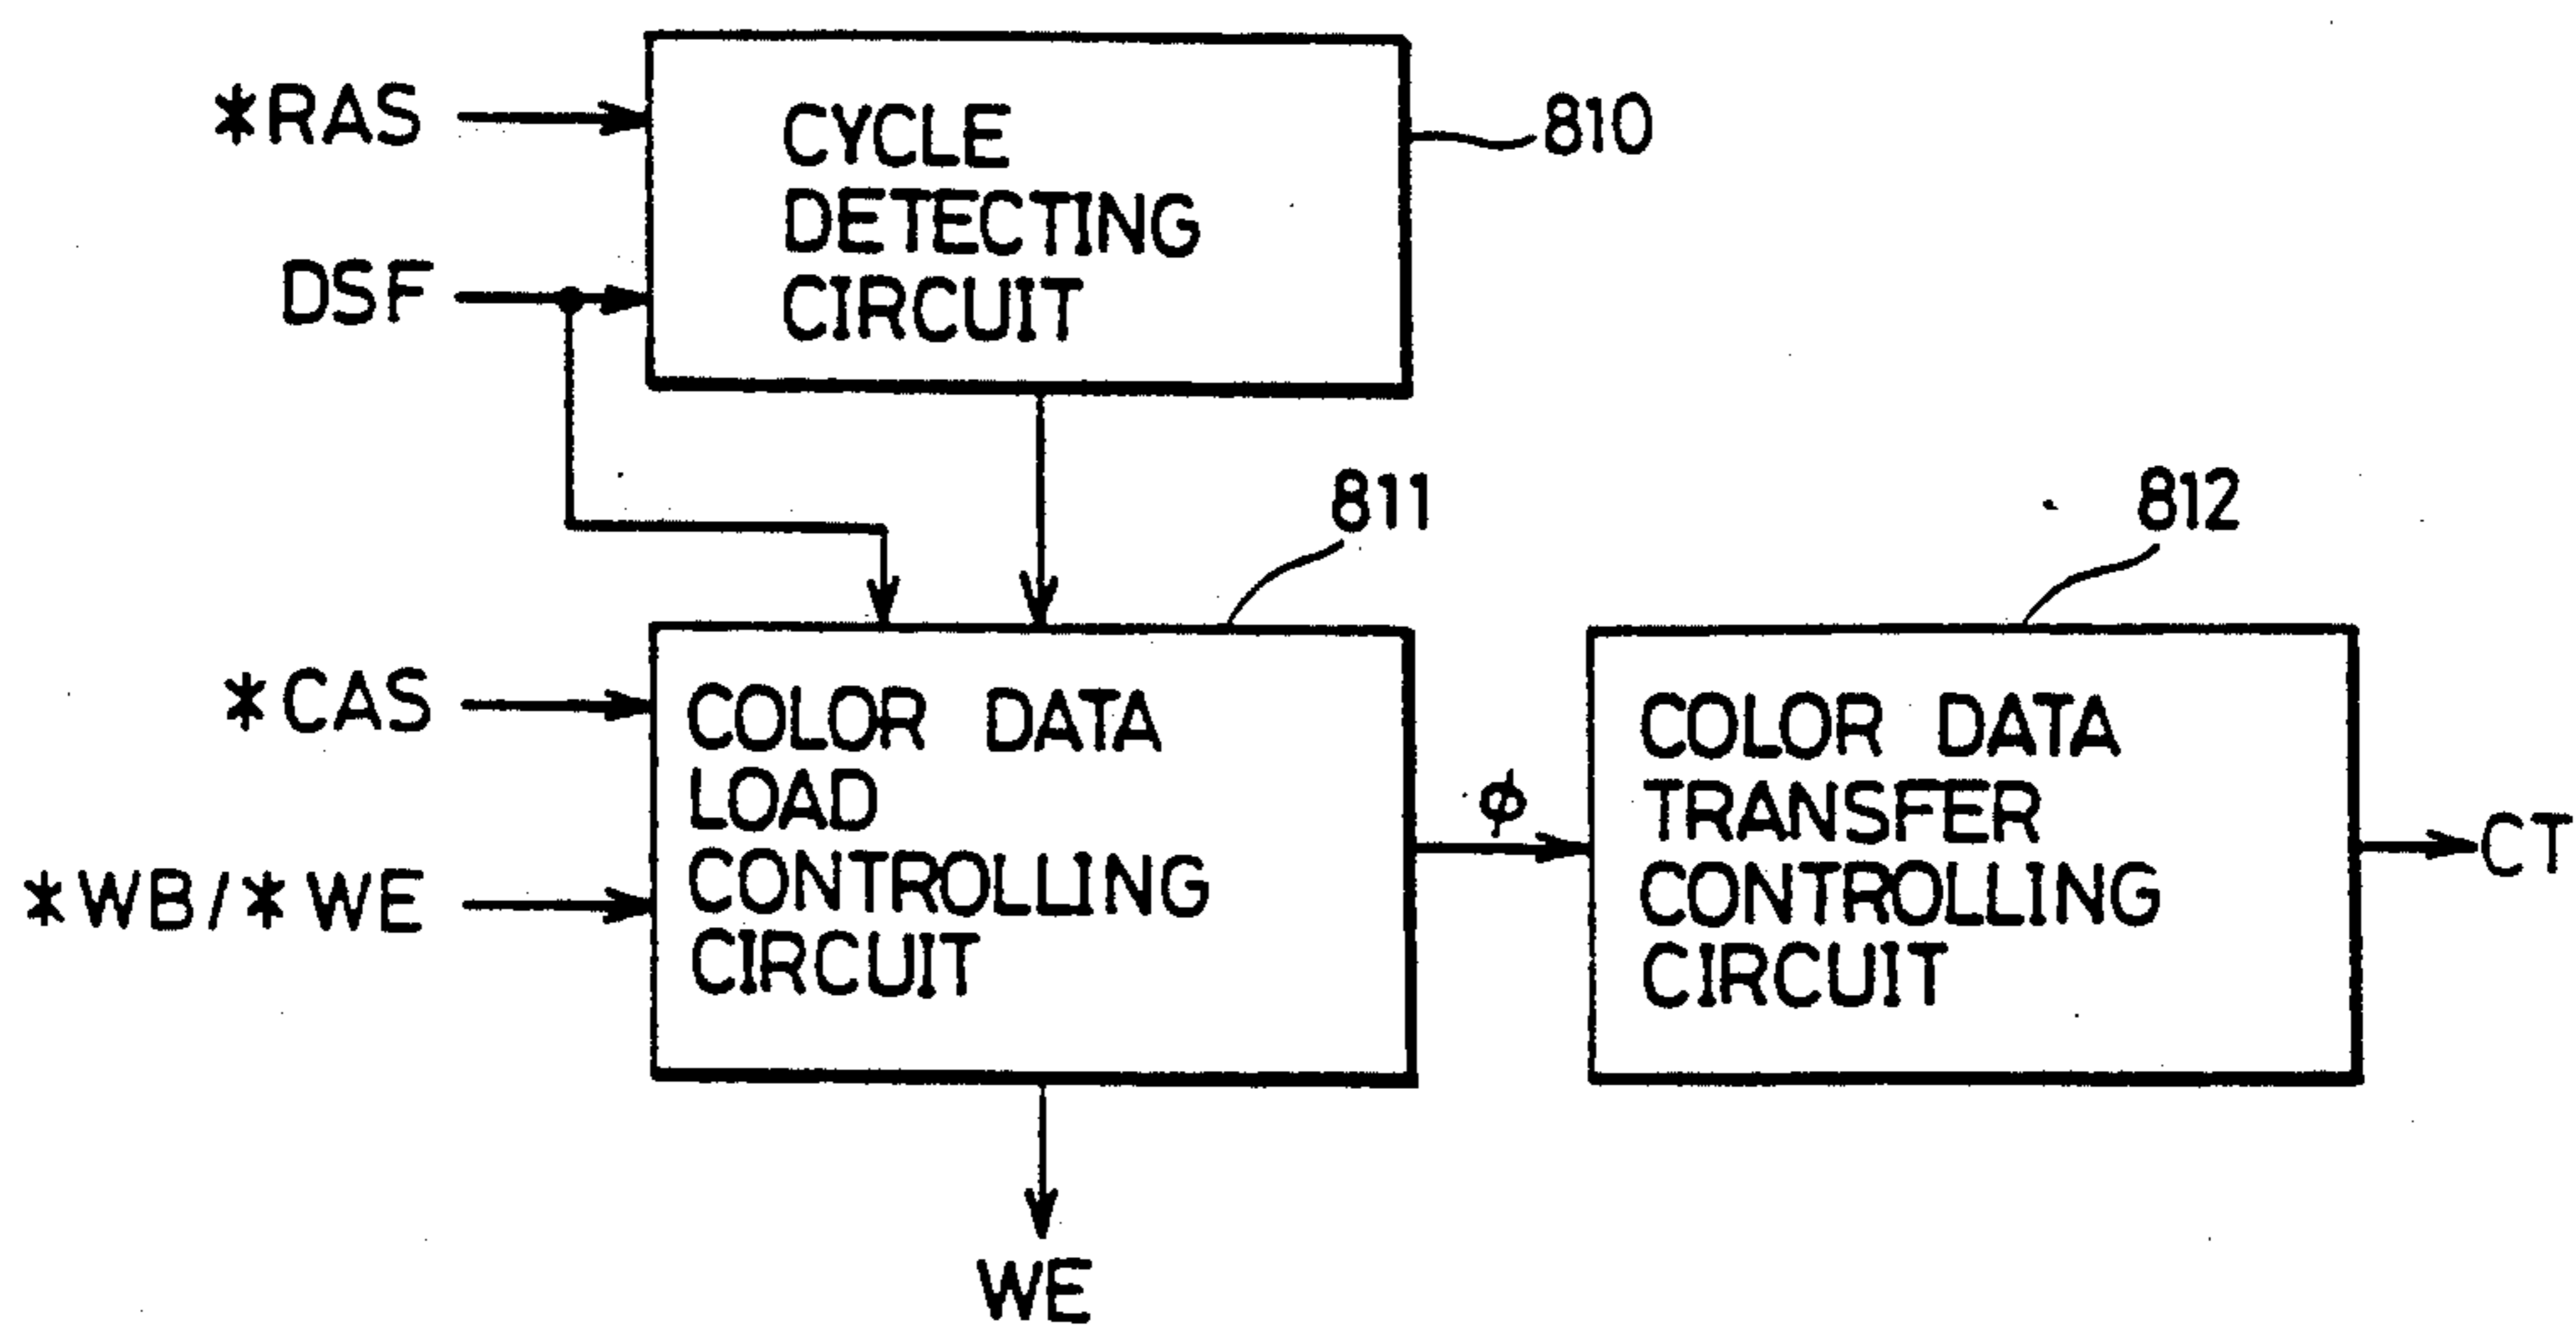 *RAS
CYCLE
DETECTING
CIRCUIT
810
DSF
811
812
*CAS
*WB/*WE
COLOR DATA
LOAD
CONTROLLING
CIRCUIT
φ
COLOR DATA
TRANSFER
CONTROLLING
CIRCUIT
CT
WE